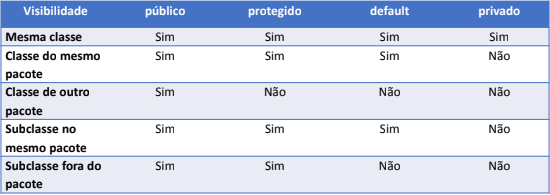 Visibilidade público protegido default privado
Mesma classe Sim Sim Sim Sim
Classe do mesmo Sim Sim Sim Não
pacote
Classe de outro Sim Não Não Não
pacote
Subclasse no Sim Sim Sim Não
mesmo pacote
Subclasse fora do Sim Sim Não Não
pacote